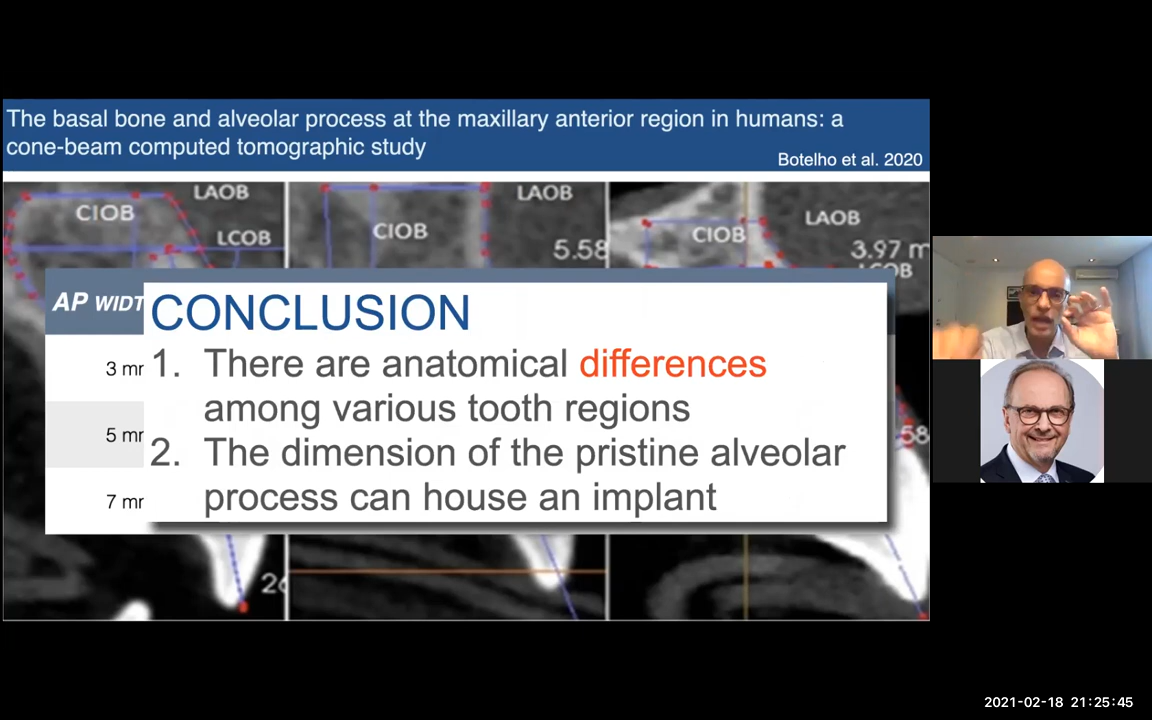 The basal bone and alveolar process at the maxillary anterior region in humans: a
cone-beam computed tomographic study
Botelho et al. 2020
LAOB
CIOB
LCOB
LAOB
CIOB
5.58
LAOB
CIOB
3.97 m
AP WIDT
CONCLUSION
3 mr
1. There are anatomical differences
among various tooth regions
5 mr
58
2. The dimension of the pristine alveolar
7 mr
process can house an implant
2021-02-18 21:25:45